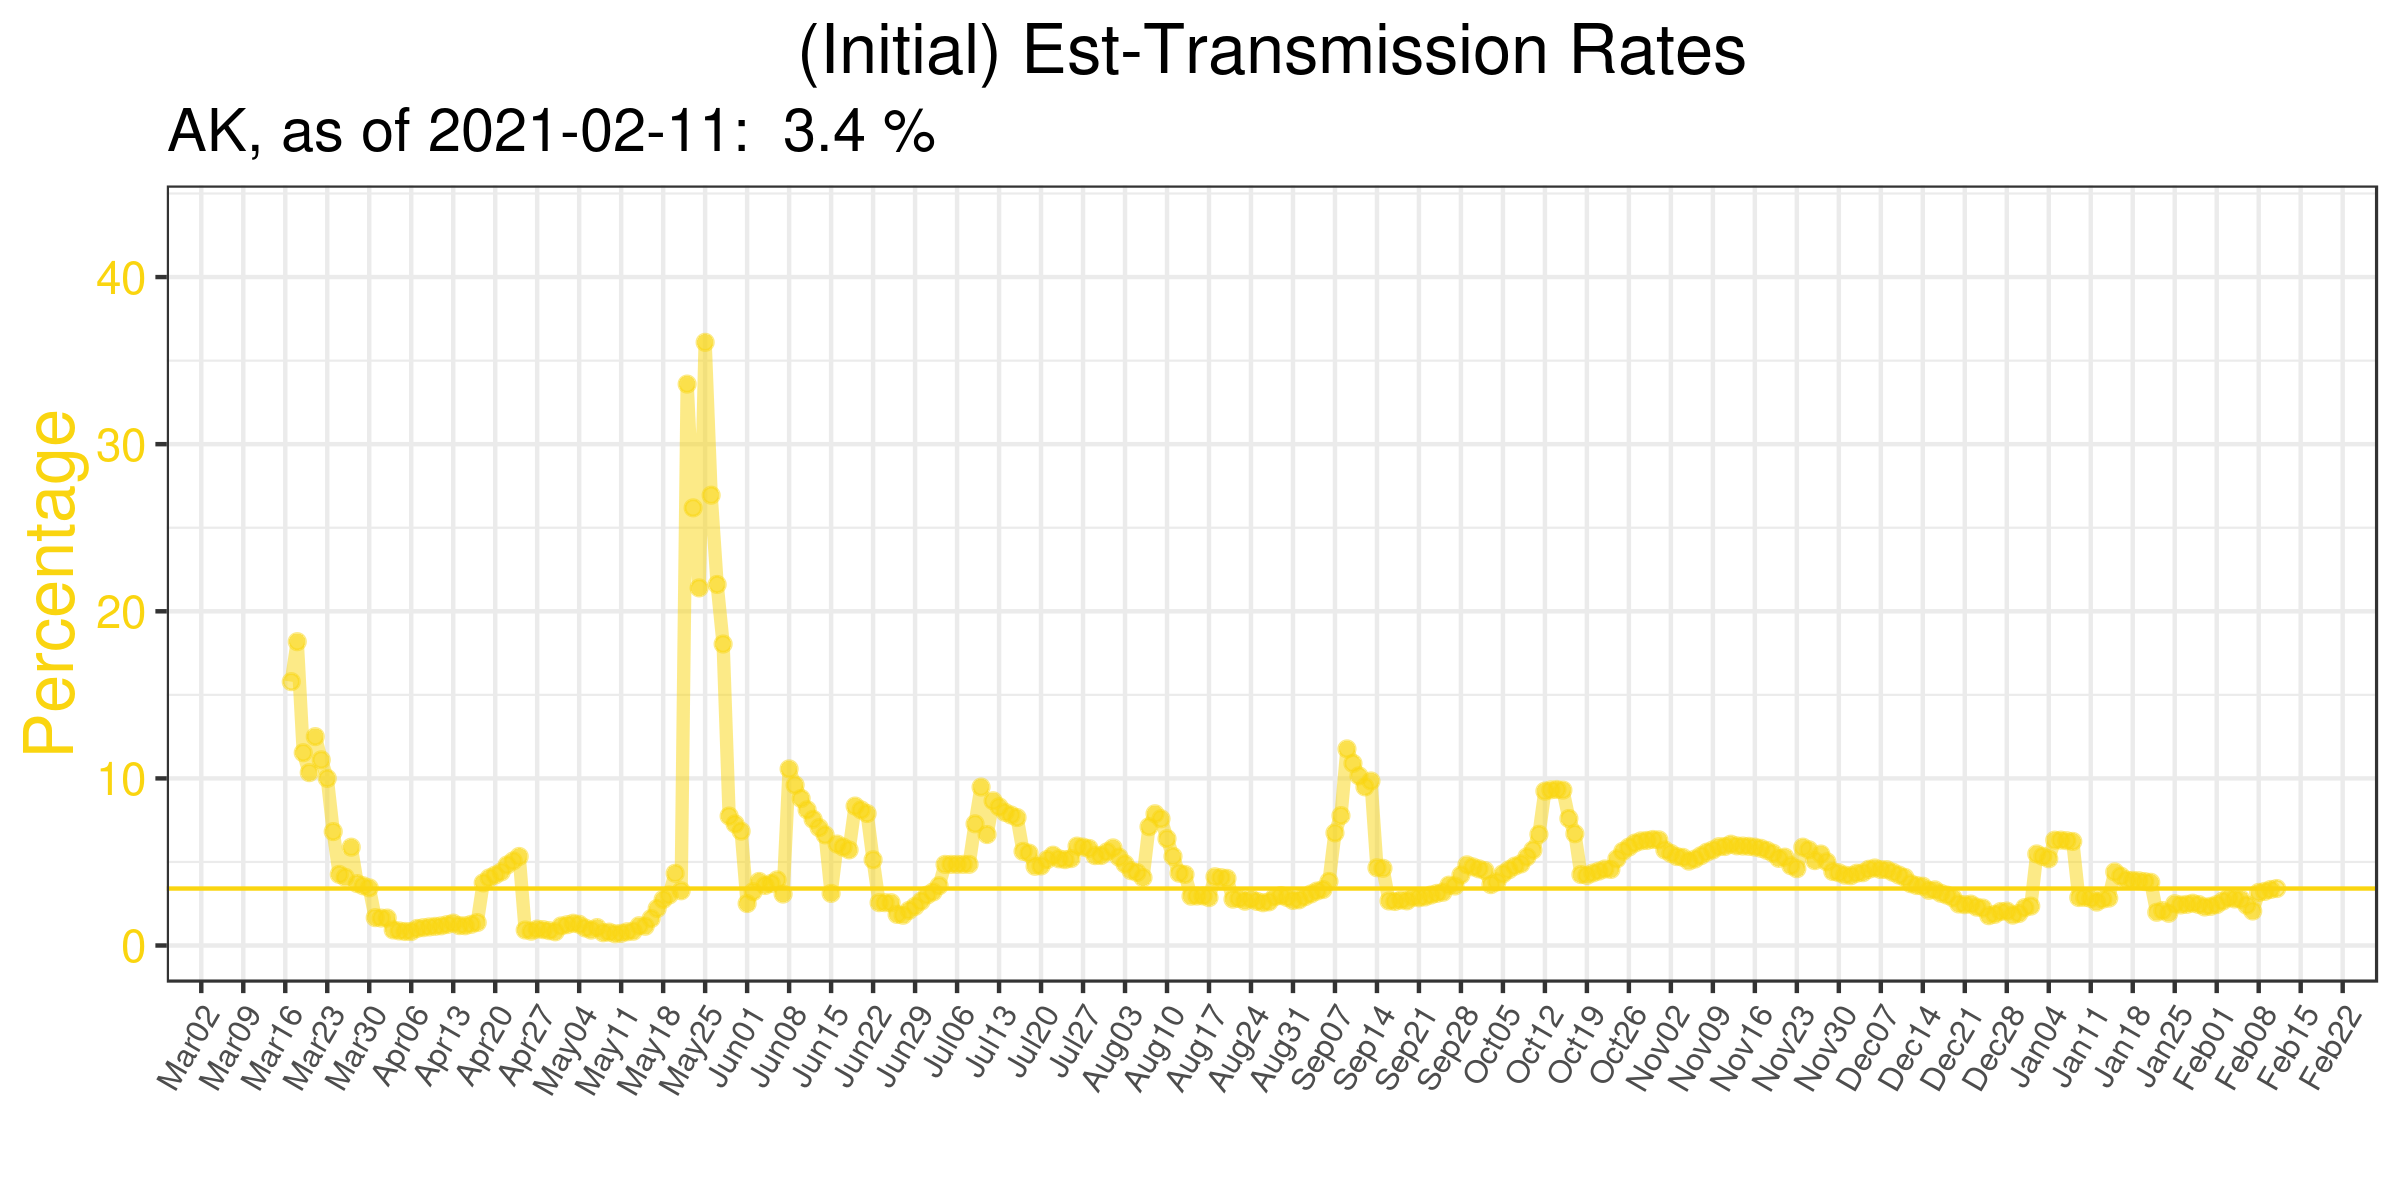 (Initial) Est-Transmission Rates
AK, as of 2021-02-11:  3.4 %
Percentage
40
30
20
10
0
Mar02 Mar09 Mar16 Mar23 Mar30 Apr06 Apr13 Apr20 Apr27 May04 May11 May18 May25 Jun01 Jun08 Jun15 Jun22 Jun29 Jul06 Jul13 Jul20 Jul27 Aug03 Aug10 Aug17 Aug24 Aug31 Sep07 Sep14 Sep21 Sep28 Oct05 Oct12 Oct19 Oct26 Nov02 Nov09 Nov16 Nov23 Nov30 Dec07 Dec14 Dec21 Dec28 Jan04 Jan11 Jan18 Jan25 Feb01 Feb08 Feb15 Feb22